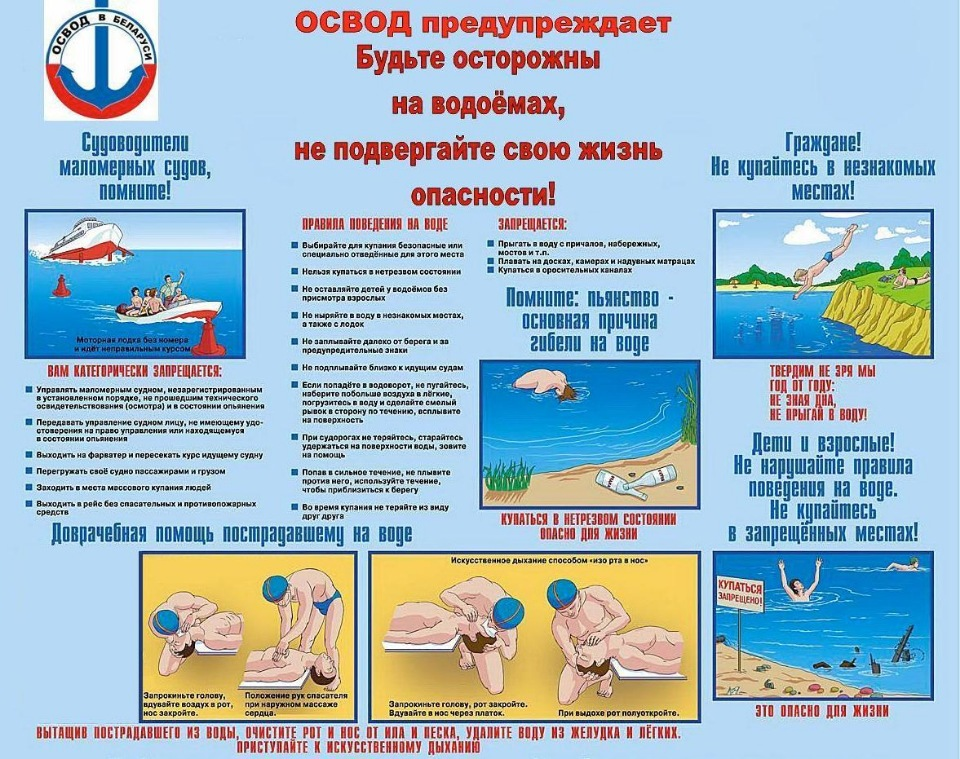 ОСВОД В БЕЛАРУСИ
ОСВОД предупреждает
Будьте осторожны
на водоёмах,
не подвергайте свою жизнь
опасности!
Судоводители
маломерных судов,
помните!
Моторная лодка без номера
и идёт неправильным курсом
ВАМ КАТЕГОРИЧЕСКИ ЗАПРЕЩАЕТСЯ:
Управлять маломерным судном, незарегистрированным
в установленном порядке, не прошедшим технического
освидетельствования (осмотра) и в состоянии опьянения
Передавать управление судном лицу, не имеющему удо-
стоверения на право управления или находящемуся
в состоянии опьянения
Выходить на фарватер и пересекать курс идущему судну
Перегружать своё судно пассажирами и грузом
Заходить в места массового купания людей
Выходить в рейс без спасательных и противопожарных
средств
ПРАВИЛА ПОВЕДЕНИЯ НА ВОДЕ
Выбирайте для купания безопасные или
специально отведённые для этого места
Нельзя купаться в нетрезвом состоянии
Не оставляйте детей у водоёмов без
присмотра взрослых
Не ныряйте в воду в незнакомых местах,
а также с лодок
Не заплывайте далеко от берега и за
предупредительные знаки
Не подплывайте близко к идущим судам
Если попадёте в водоворот, не пугайтесь,
наберите побольше воздуха в лёгкие,
погрузитесь в воду и сделайте смелый
рывок в сторону по течению, всплывите
на поверхность
При судорогах не теряйтесь, старайтесь
удержаться на поверхности воды, зовите
на помощь
Попав в сильное течение, не плывите
против него, используйте течение,
чтобы приблизиться к берегу
Во время купания не теряйте из виду
друг друга
ЗАПРЕЩАЕТСЯ:
Прыгать в воду с причалов, набережных,
мостов и т.п.
Плавать на досках, камерах и надувных матрацах
Купаться в оросительных каналах
Помните: пьянство -
основная причина
гибели на воде
КУПАТЬСЯ В НЕТРЕЗВОМ СОСТОЯНИИ
ОПАСНО ДЛЯ ЖИЗНИ
Граждане!
Не купайтесь в незнакомых
местах!
ТВЕРДИМ НЕ ЗРЯ МЫ
ГОД ОТ ГОДУ:
НЕ ЗНАЯ ДНА,
НЕ ПРЫГАЙ В ВОДУ!
Дети и взрослые!
Не нарушайте правила
поведения на воде.
Не купайтесь
в запрещённых местах!
КУПАТЬСЯ
ЗАПРЕЩЕНО!
ЭТО ОПАСНО ДЛЯ ЖИЗНИ
Доврачебная помощь пострадавшему на воде
Запрокиньте голову,
вдувайте воздух в рот,
нос закройте.
Положение рук спасателя
при наружном массаже
сердца.
Искусственное дыхание способом «изо рта в нос»
Запрокиньте голову, рот закройте.
Вдувайте в нос через платок.
При выдохе рот полуоткройте.
ВЫТАЩИВ ПОСТРАДАВШЕГО ИЗ ВОДЫ, ОЧИСТИТЕ РОТ И НОС ОТ ИЛА И ПЕСКА, УДАЛИТЕ ВОДУ ИЗ ЖЕЛУДКА И ЛЁГКИХ.
ПРИСТУПАЙТЕ К ИСКУССТВЕННОМУ ДЫХАНИЮ